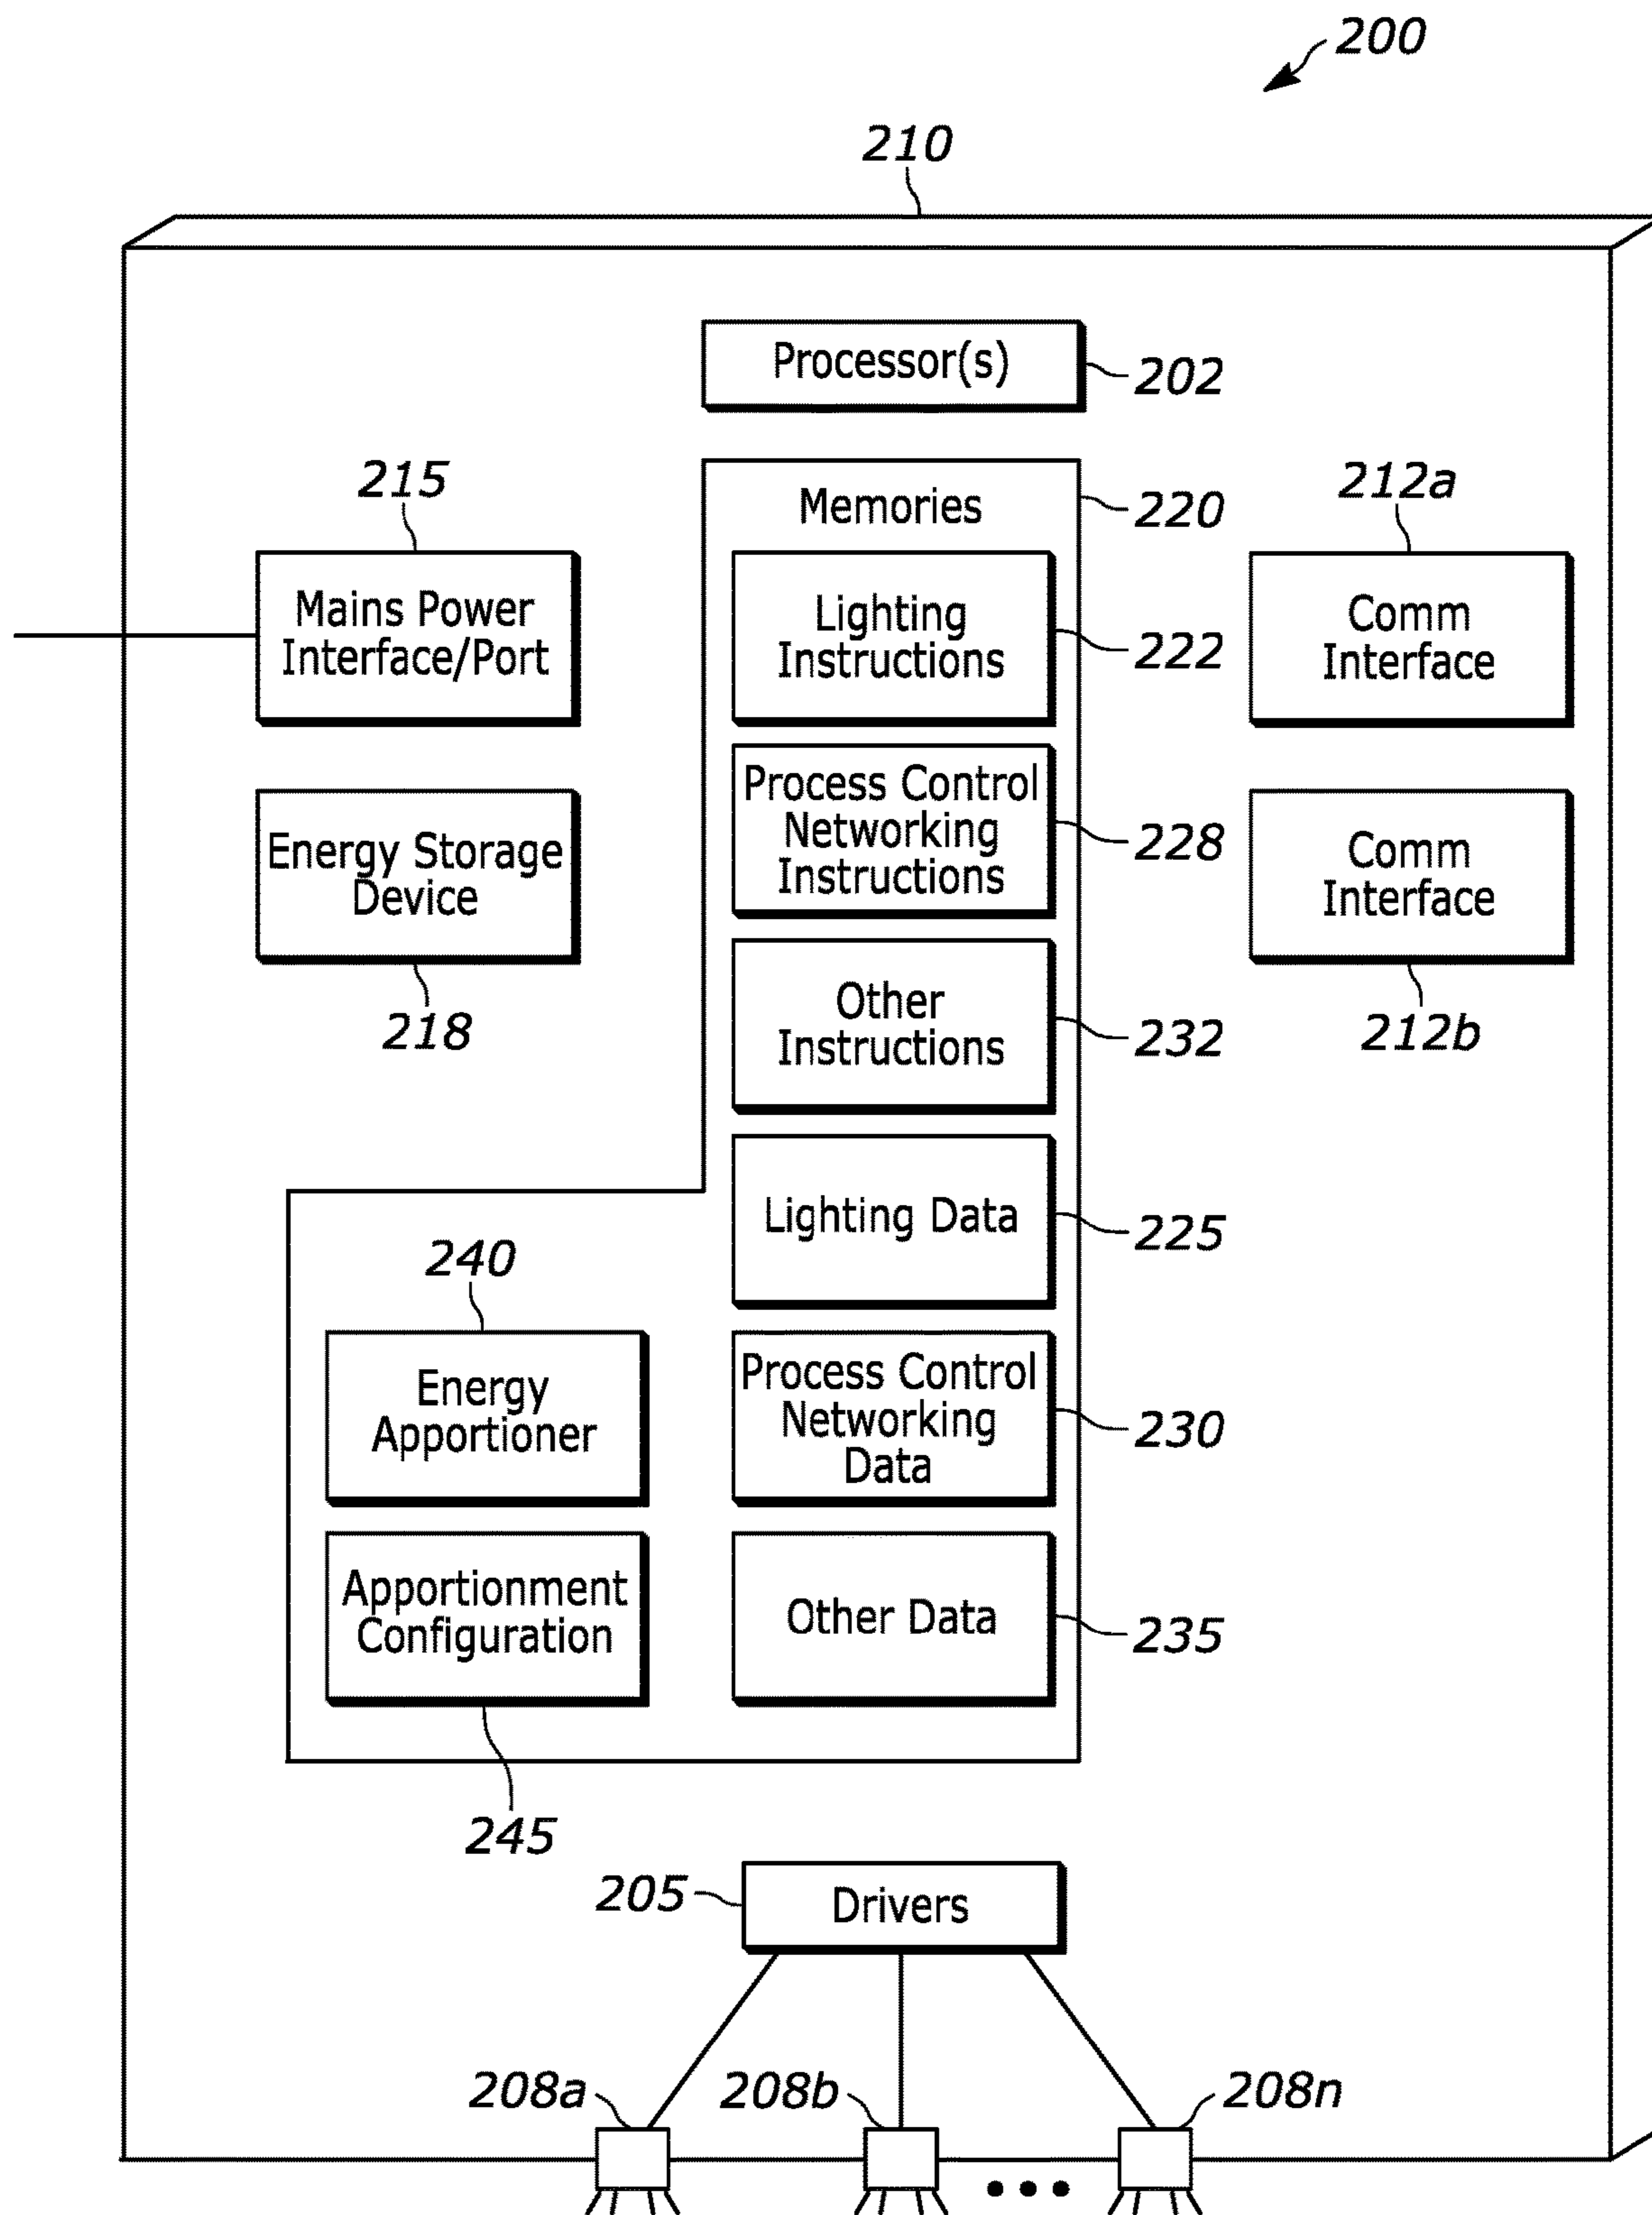 200
210
Processor(s)
202
215
Mains Power
Interface/Port
Memories
220
212a
Lighting
Instructions
222
Comm
Interface
Energy Storage
Device
218
Process Control
Networking
Instructions
228
Comm
Interface
212b
Other
Instructions
232
Lighting Data
225
240
Energy
Apportioner
Process Control
Networking
Data
230
Apportionment
Configuration
245
Other Data
235
205
Drivers
208a
208b
208n